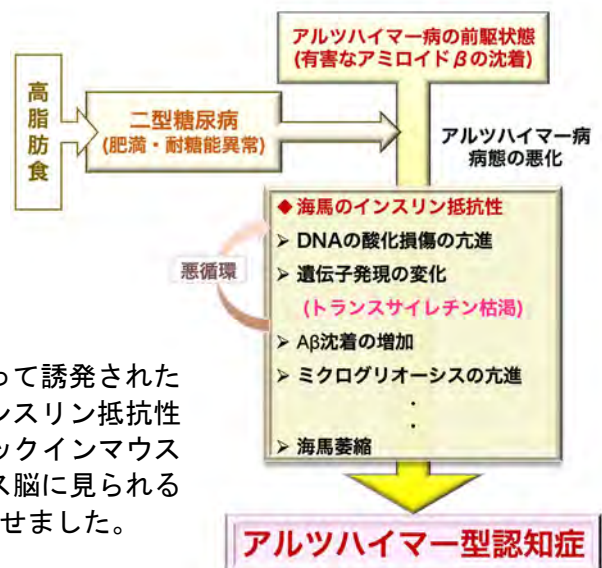 アルツハイマー病の前駆状態
(有害なアミロイドβの沈着)
高脂肪食
二型糖尿病
(肥満・耐糖能異常)
アルツハイマー病
病態の悪化
◆海馬のインスリン抵抗性
➢ DNAの酸化損傷の亢進
➢ 遺伝子発現の変化
(トランスサイレチン枯渇)
➢ Aβ沈着の増加
➢ ミクログリオーシスの亢進
・
・
➢ 海馬萎縮
悪循環
って誘発された
ンスリン抵抗性
ックインマウス
ス脳に見られる
せました。
アルツハイマー型認知症